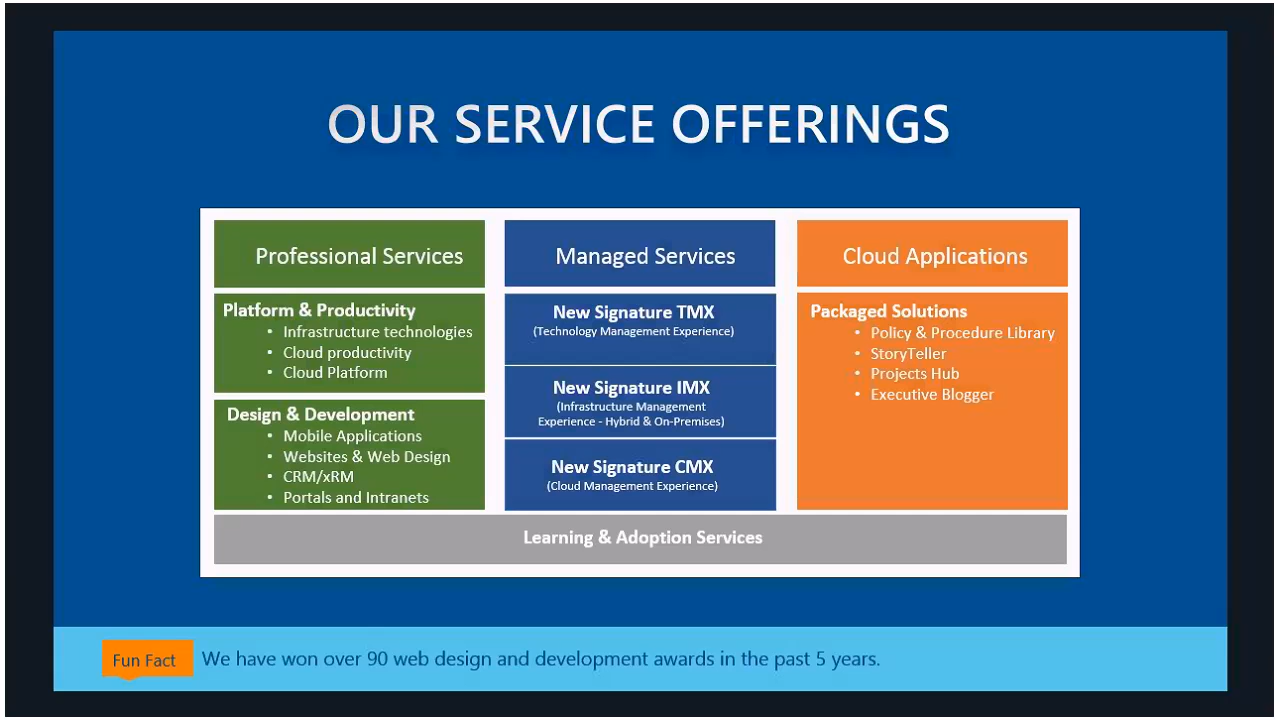 OUR SERVICE OFFERINGS
Professional Services
Platform & Productivity
• Infrastructure technologies
• Cloud productivity
• Cloud Platform
Design & Development
• Mobile Applications
• Websites & Web Design
• CRM/xRM
• Portals and Intranets
Managed Services
New Signature TMX
(Technology Management Experience)
New Signature IMX
(Infrastructure Management
Experience - Hybrid & On-Premises)
New Signature CMX
(Cloud Management Experience)
Cloud Applications
Packaged Solutions
• Policy & Procedure Library
• StoryTeller
• Projects Hub
• Executive Blogger
Learning & Adoption Services
Fun Fact We have won over 90 web design and development awards in the past 5 years.